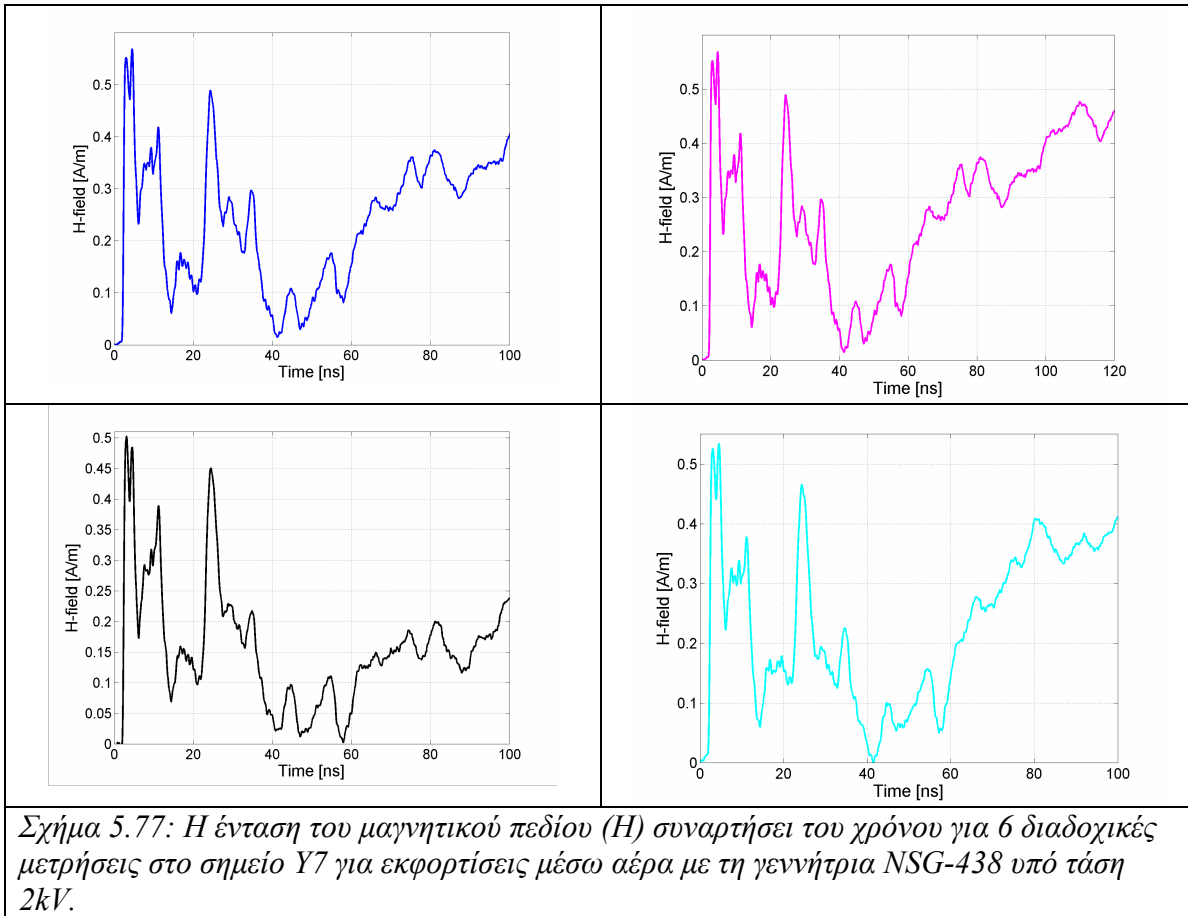 H-field [A/m]
0.5
0.4
0.3
0.2
0.1
0
0 20 40 60 80 100
Time [ns]
H-field [A/m]
0.5
0.4
0.3
0.2
0.1
0
0 20 40 60 80 100 120
Time [ns]
H-field [A/m]
0.5
0.45
0.4
0.35
0.3
0.25
0.2
0.15
0.1
0.05
0
0 20 40 60 80 100
Time [ns]
H-field [A/m]
0.5
0.4
0.3
0.2
0.1
0
0 20 40 60 80 100
Time [ns]
Σχήμα 5.77: Η ένταση του μαγνητικού πεδίου (Η) συναρτήσει του χρόνου για 6 διαδοχικές
μετρήσεις στο σημείο Υ7 για εκφορτίσεις μέσω αέρα με τη γεννήτρια NSG-438 υπό τάση
2kV.